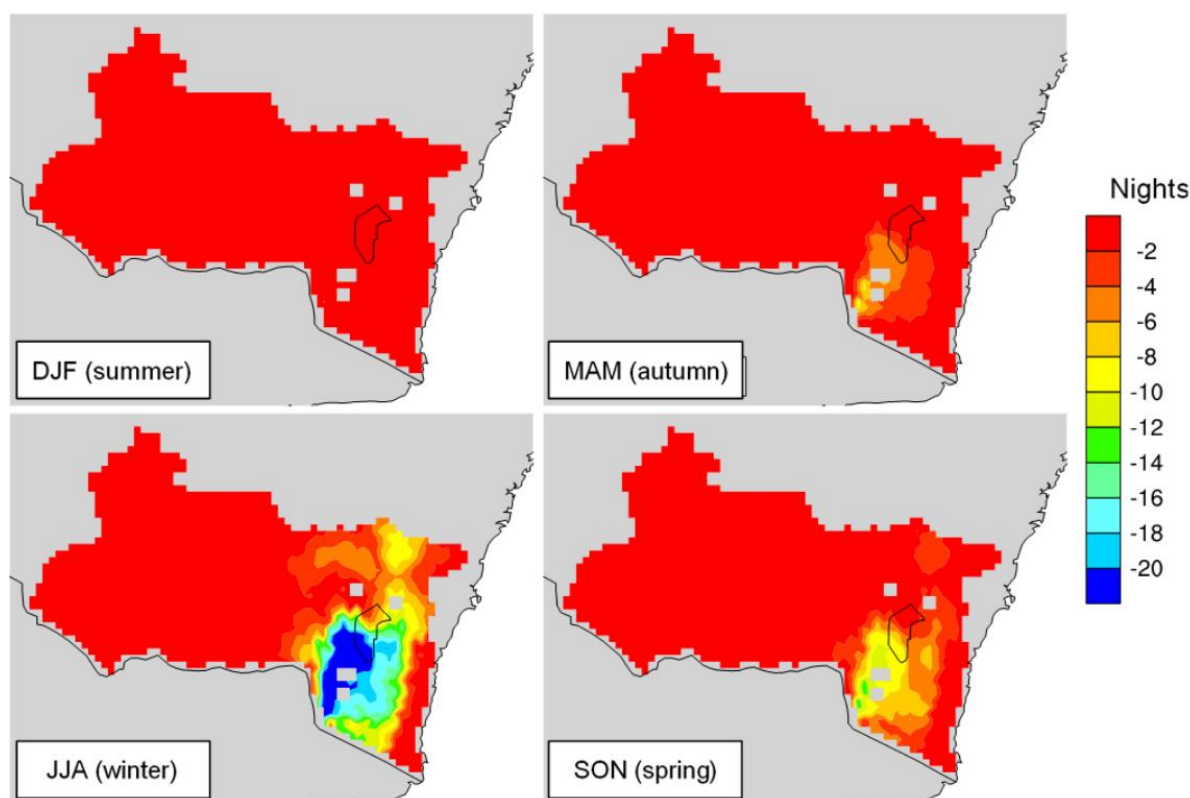 DJF (summer)
MAM (autumn)
Nights
-2
-4
-6
-8
-10
-12
-14
-16
-18
-20
JJA (winter)
SON (spring)